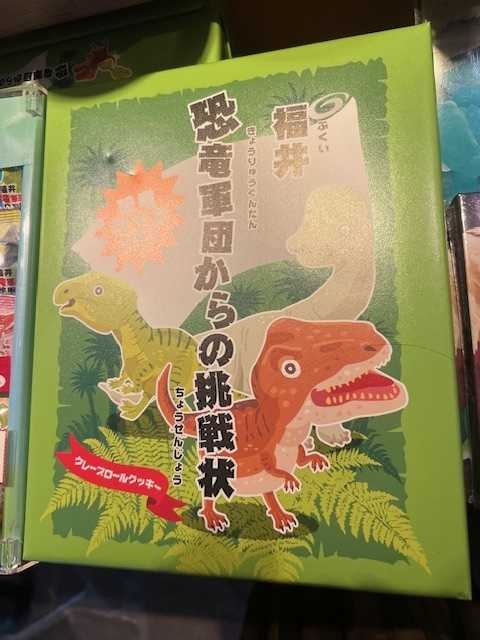 福井
ふくい
恐竜軍団からの挑戦状
きょうりゅうぐんだん
ちょうせんじょう
クレープロールクッキー